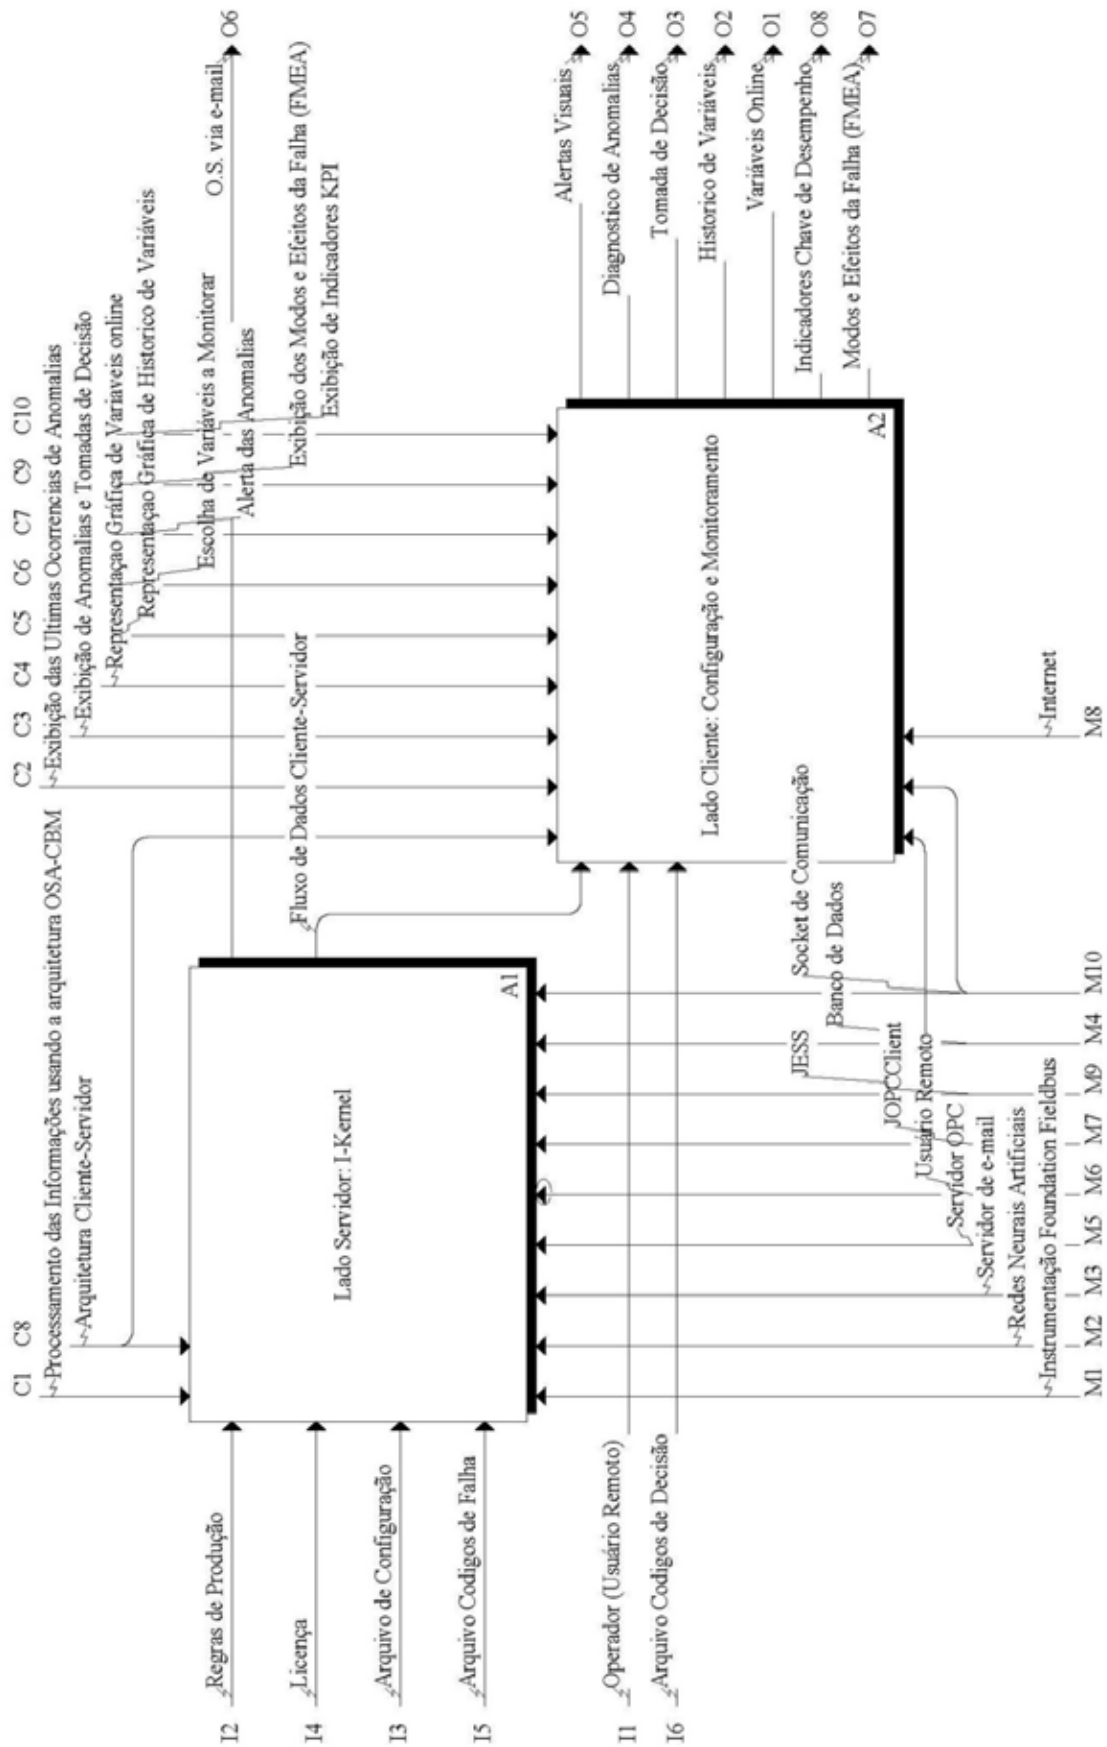 C1
C8
C2
C3
C4
C5
C6
C7
C9
C10
Processamento das Informações usando a arquitetura OSA-CBM
Arquitetura Cliente-Servidor
Exibição das Ultimas Ocorrencias de Anomalias
Exibição de Anomalias e Tomadas de Decisão
Representaçao Gráfica de Variaveis online
Representaçao Gráfica de Historico de Variáveis
Escolha de Variáveis a Monitorar
Alerta das Anomalias
Exibição dos Modos e Efeitos da Falha (FMEA)
Exibição de Indicadores KPI
O.S. via e-mail
O6
I2
Regras de Produção
I4
Licença
I3
Arquivo de Configuração
I5
Arquivo Codigos de Falha
Lado Servidor: I-Kernel
A1
Fluxo de Dados Cliente-Servidor
I1
Operador (Usuário Remoto)
I6
Arquivo Codigos de Decisão
Lado Cliente: Configuração e Monitoramento
A2
Alertas Visuais
O5
Diagnostico de Anomalias
O4
Tomada de Decisão
O3
Historico de Variáveis
O2
Variáveis Online
O1
Indicadores Chave de Desempenho
O8
Modos e Efeitos da Falha (FMEA)
O7
Socket de Comunicação
Banco de Dados
JESS
JOPCClient
Usuário Remoto
Servidor OPC
Servidor de e-mail
Redes Neurais Artificiais
Instrumentação Foundation Fieldbus
Internet
M1
M2
M3
M5
M6
M7
M9
M4
M10
M8